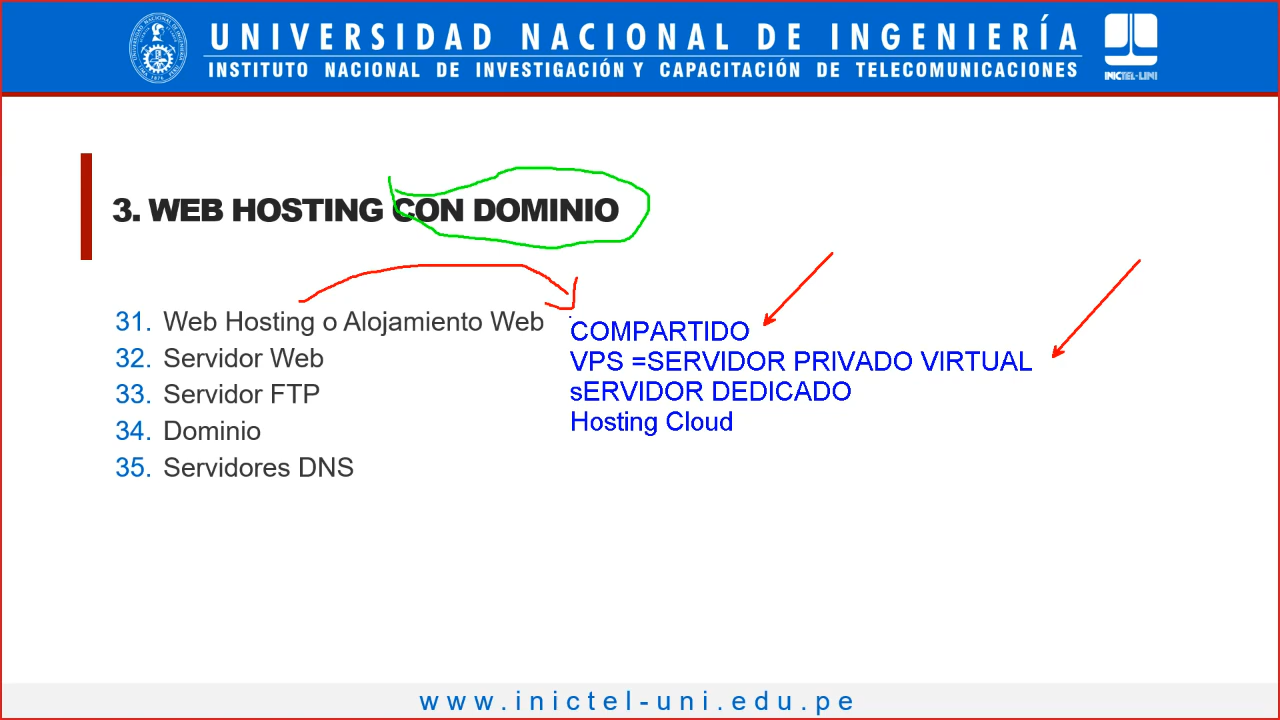 UNIVERSIDAD NACIONAL DE INGENIERÍA
INSTITUTO NACIONAL DE INVESTIGACIÓN Y CAPACITACIÓN DE TELECOMUNICACIONES
INICTEL-UNI
3. WEB HOSTING CON DOMINIO
31. Web Hosting o Alojamiento Web
32. Servidor Web
33. Servidor FTP
34. Dominio
35. Servidores DNS
COMPARTIDO
VPS =SERVIDOR PRIVADO VIRTUAL
sERVIDOR DEDICADO
Hosting Cloud
www.inictel-uni.edu.pe